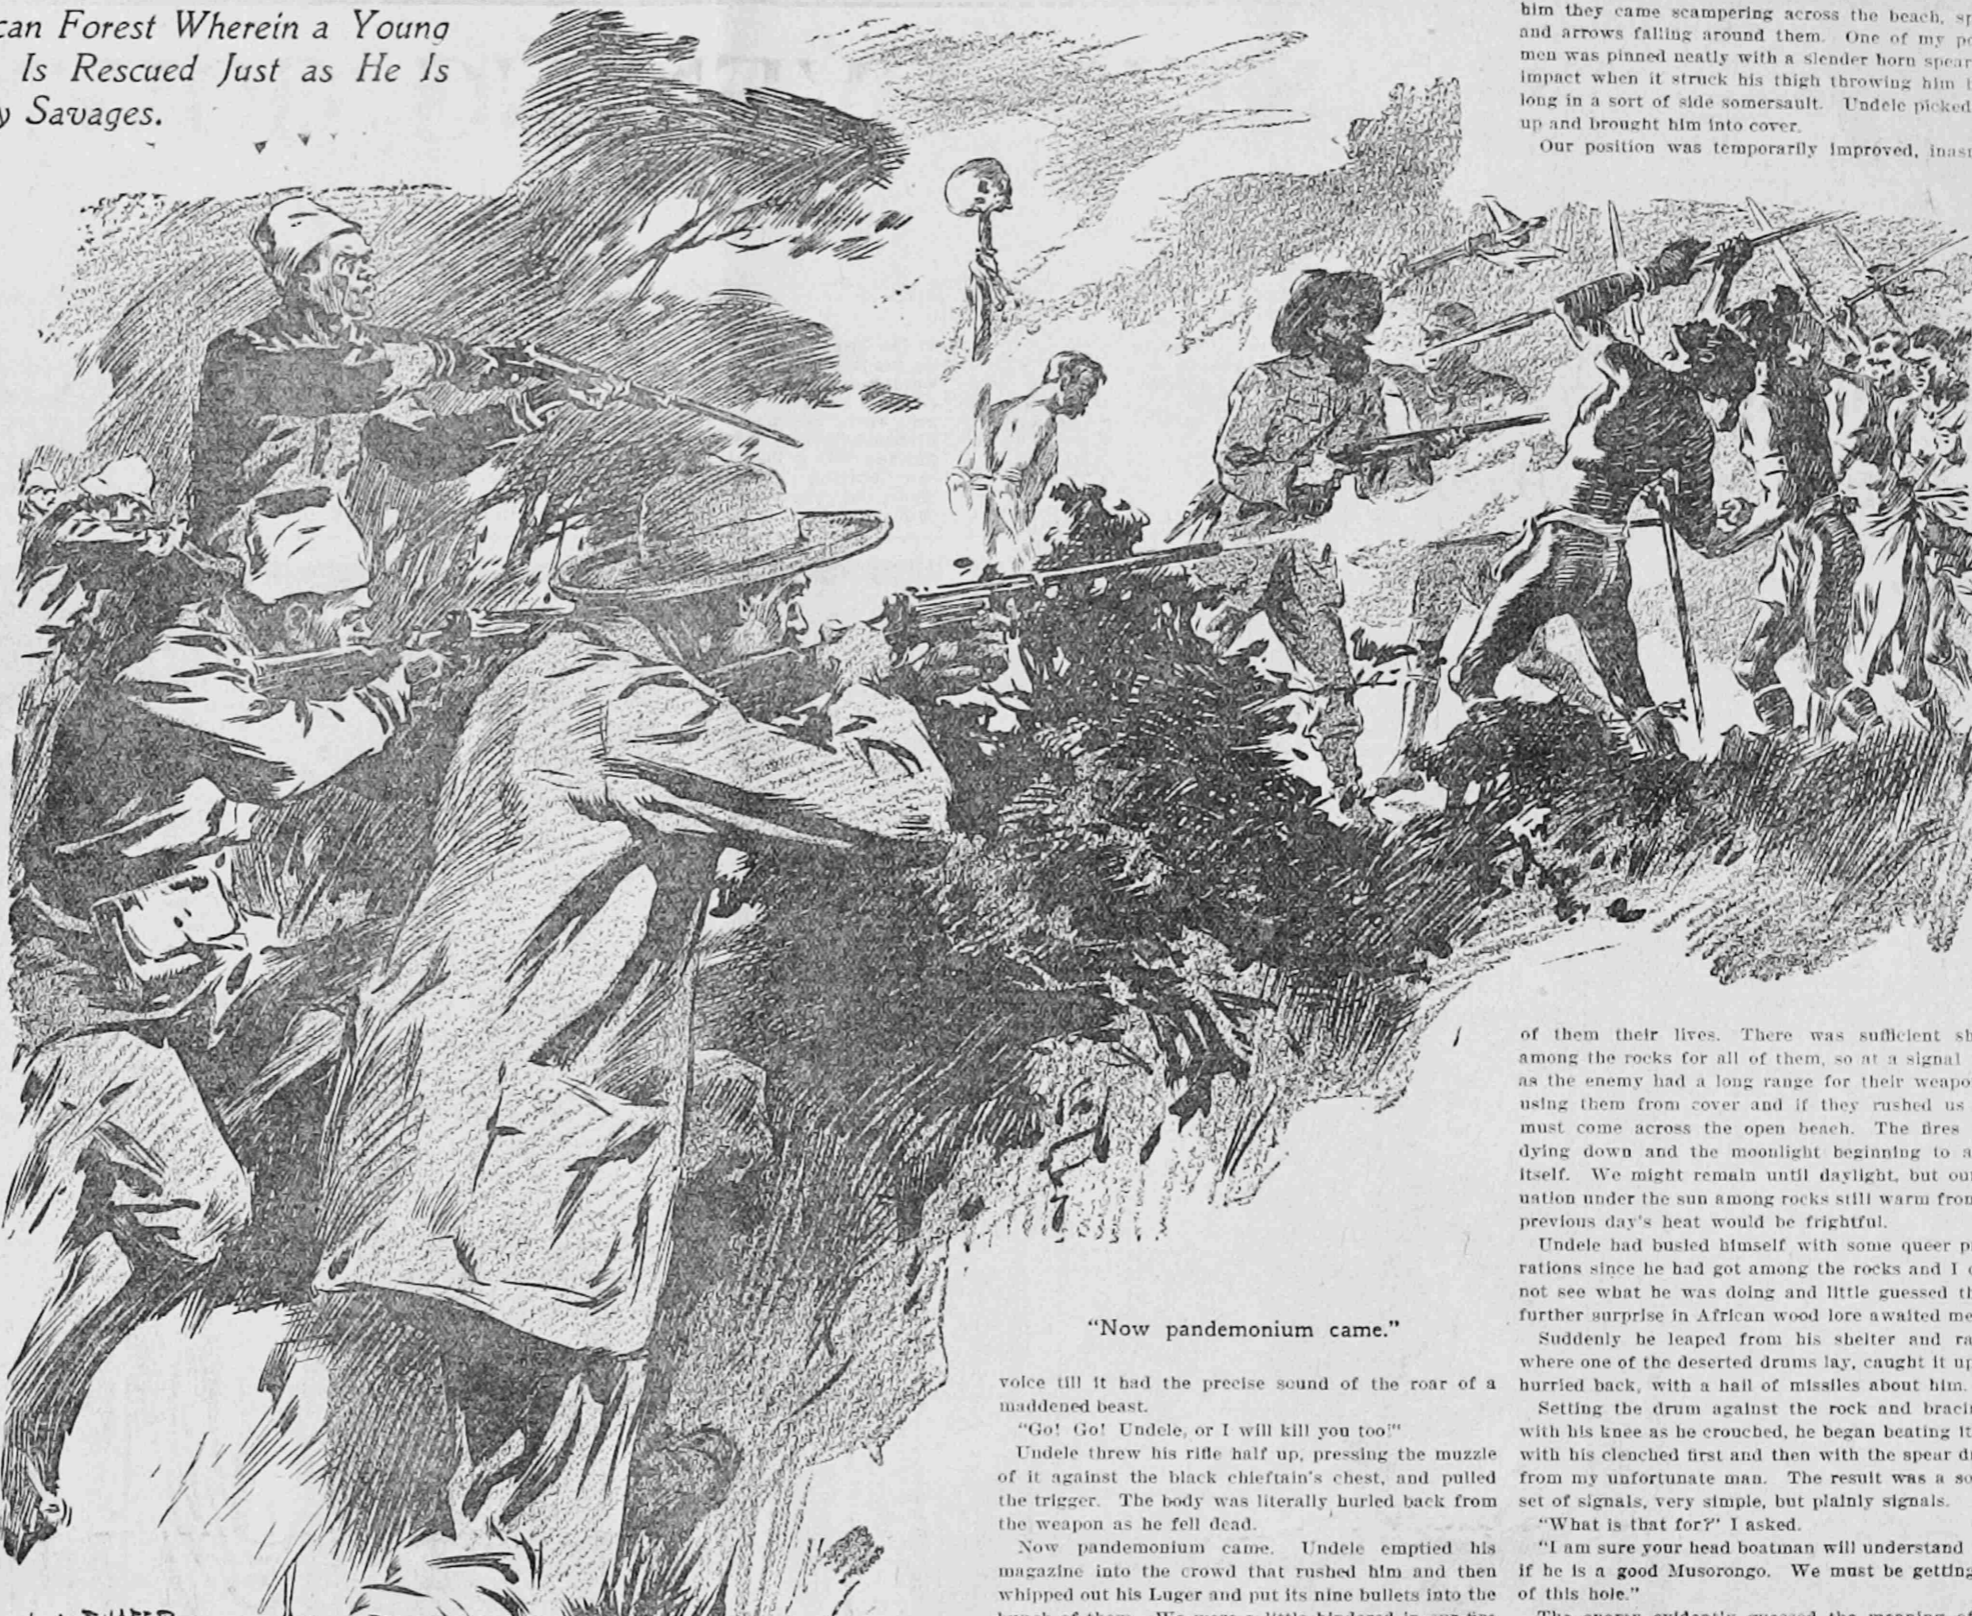 can Forest Wherein a Young
Is Rescued Just as He Is
y Savages.
"Now pandemonium came."
voice till it had the precise sound of the roar of a
maddened beast.
"Go! Go! Undele, or I will kill you too!"
Undele threw his rifle half up, pressing the muzzle
of it against the black chieftain's chest, and pulled
the trigger. The body was literally hurled back from
the weapon as he fell dead.
Now pandemonium came. Undele emptied his
magazine into the crowd that rushed him and then
whipped out his Luger and put its nine bullets into the
him they came scampering across the beach, sp
and arrows falling around them. One of my po
men was pinned neatly with a slender horn spear
impact when it struck his thigh throwing him
long in a sort of side somersault. Undele picked
up and brought him into cover.
Our position was temporarily improved, inas
of them their lives. There was sufficient sh
among the rocks for all of them, so at a signal
as the enemy had a long range for their weapo
using them from cover and if they rushed us
must come across the open beach. The fires
dying down and the moonlight beginning to a
itself. We might remain until daylight, but our
uation under the sun among rocks still warm from
previous day's heat would be frightful.
Undele had busied himself with some queer p
rations since he had got among the rocks and I
not see what he was doing and little guessed th
further surprise in African wood lore awaited me
Suddenly he leaped from his shelter and ra
where one of the deserted drums lay, caught it up
hurried back, with a hail of missiles about him.
Setting the drum against the rock and braci
with his knee as he crouched, he began beating it
with his clenched first and then with the spear d
from my unfortunate man. The result was a so
set of signals, very simple, but plainly signals.
"What is that for?" I asked.
"I am sure your head boatman will understand
if he is a good Musorongo. We must be getting
of this hole."